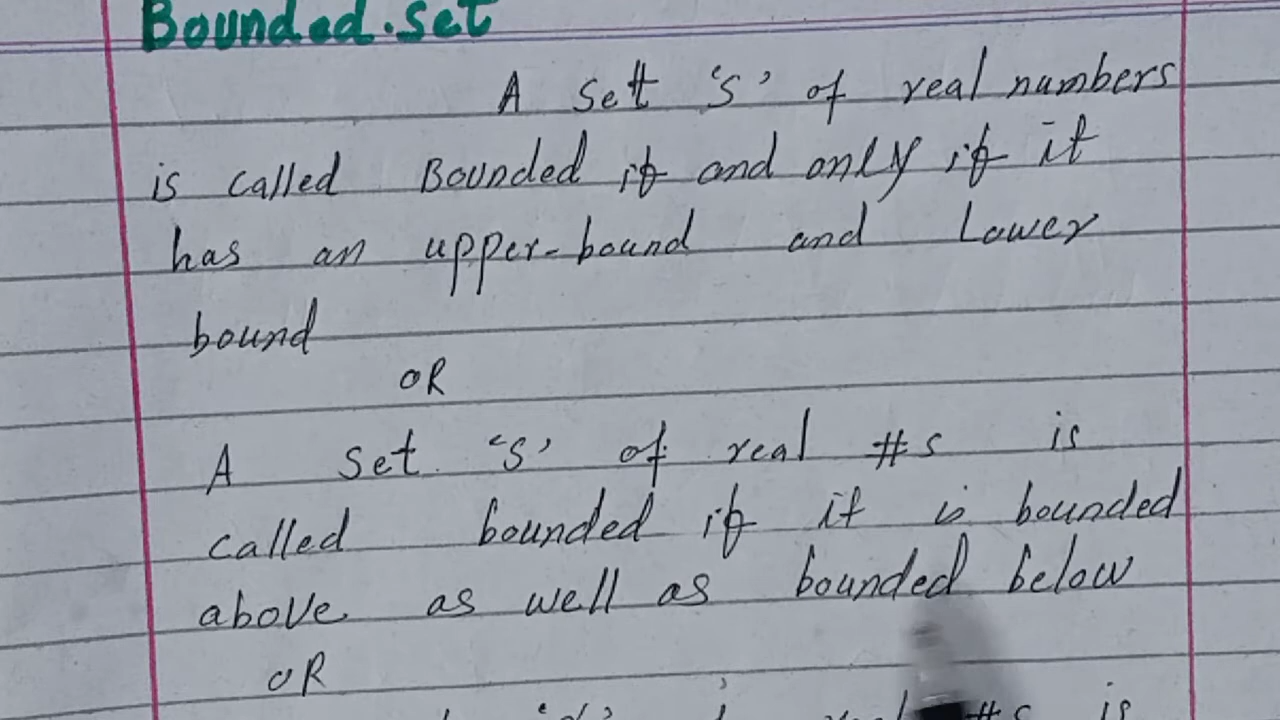 Bounded.set
A set 's' of real numbers
is called Bounded if and only if it
has an upper-bound and Lower
bound
OR
A set 's' of real #s is
called bounded if it is bounded
above as well as bounded below
OR
#s is